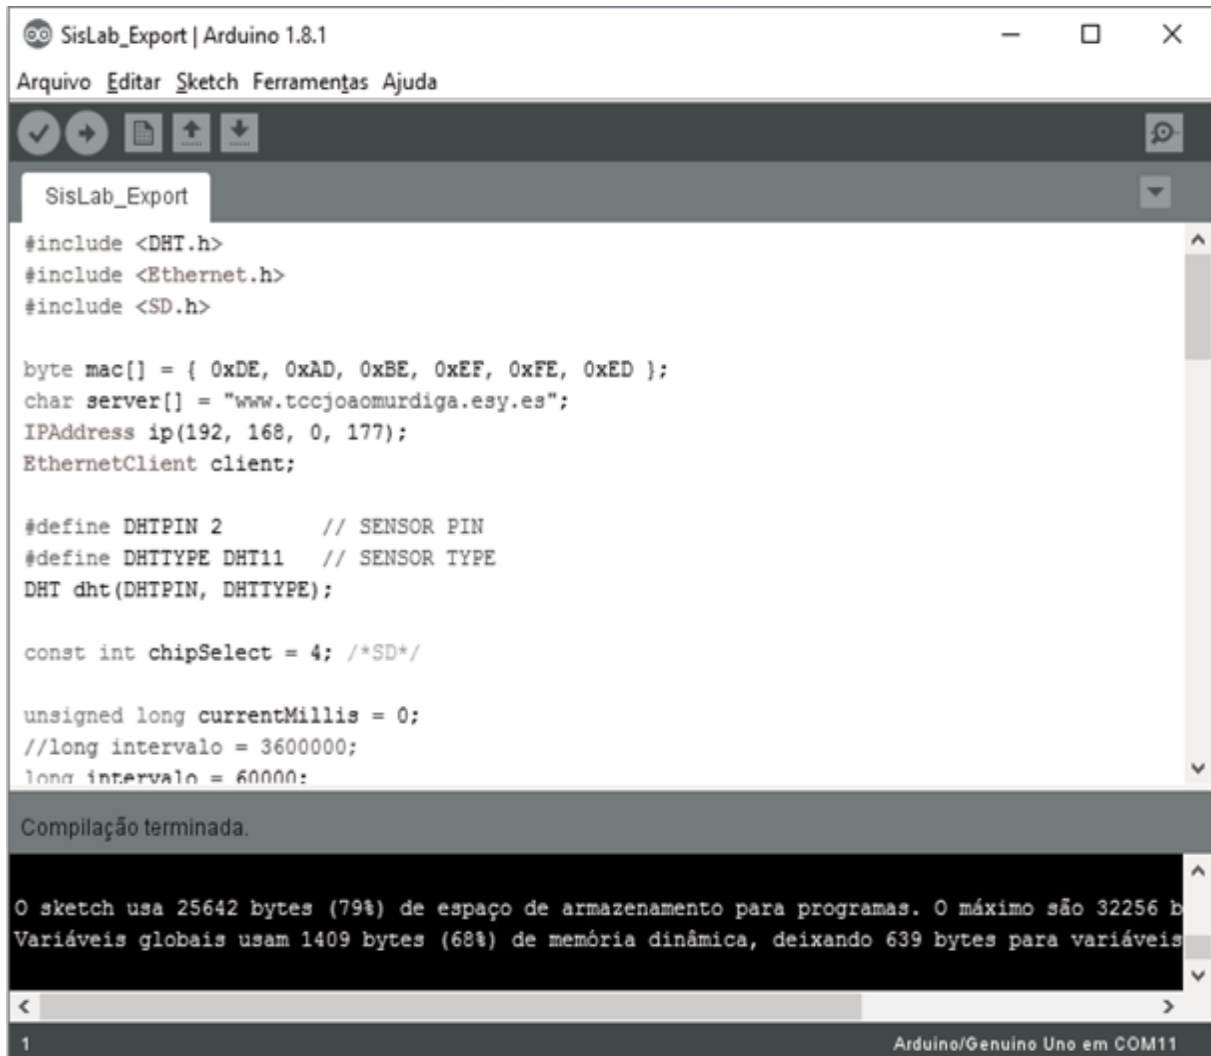 SisLab_Export | Arduino 1.8.1
Arquivo Editar Sketch Ferramentas Ajuda
SisLab_Export
#include <DHT.h>
#include <Ethernet.h>
#include <SD.h>
byte mac[] = { 0xDE, 0xAD, 0xBE, 0xEF, 0xFE, 0xED };
char server[] = "www.tccjoaomurdiga.esy.es";
IPAddress ip(192, 168, 0, 177);
EthernetClient client;
#define DHTPIN 2 // SENSOR PIN
#define DHTTYPE DHT11 // SENSOR TYPE
DHT dht(DHTPIN, DHTTYPE);
const int chipSelect = 4; /*SD*/
unsigned long currentMillis = 0;
//long intervalo = 3600000;
long intervalo = 60000;
Compilação terminada.
O sketch usa 25642 bytes (79%) de espaço de armazenamento para programas. O máximo são 32256 b
Variáveis globais usam 1409 bytes (68%) de memória dinâmica, deixando 639 bytes para variáveis
1 Arduino/Genuino Uno em COM11